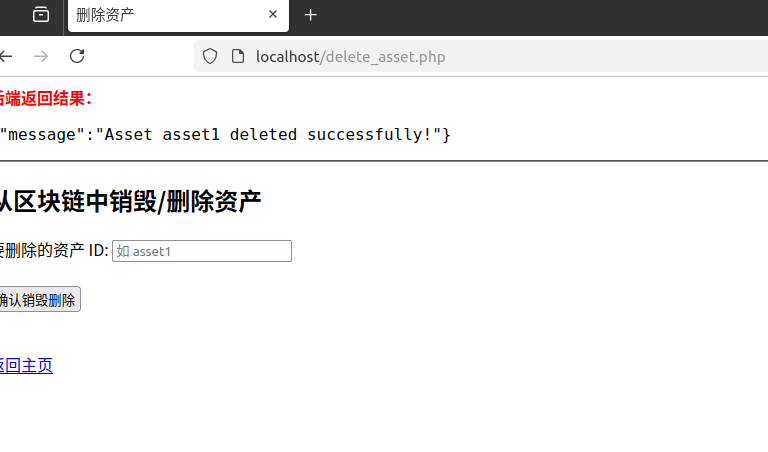 删除资产
localhost/delete_asset.php
后端返回结果：
"message":"Asset asset1 deleted successfully!"}
从区块链中销毁/删除资产
要删除的资产 ID: 如 asset1
确认销毁删除
返回主页